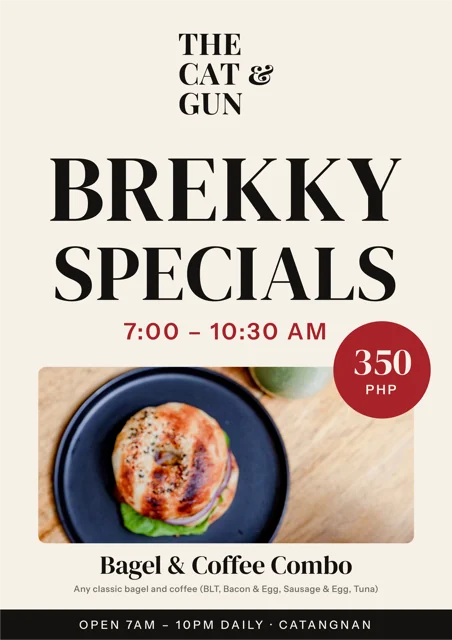 THE
CAT &
GUN
BREKKY
SPECIALS
7:00 – 10:30 AM
350
PHP
Bagel & Coffee Combo
Any classic bagel and coffee (BLT, Bacon & Egg, Sausage & Egg, Tuna)
OPEN 7AM – 10PM DAILY · CATANGNAN